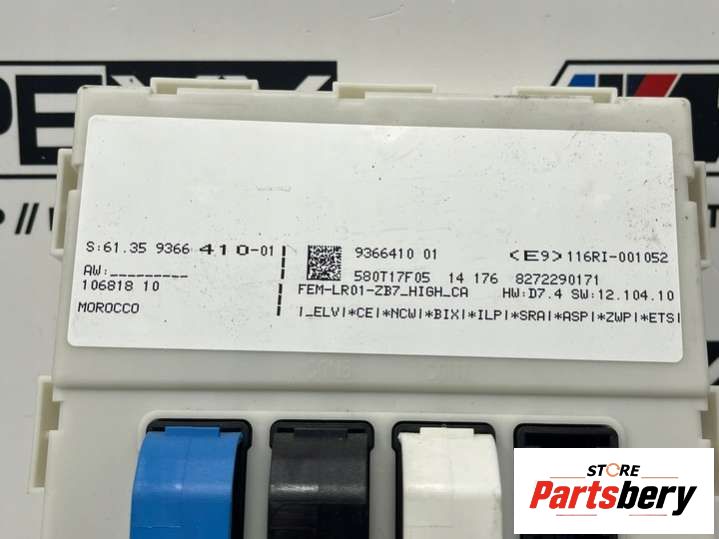 S:61.35 9366 410-01
AW:_________
106818 10
MOROCCO
9366410 01
<E9>116RI-001052
580T17F05 14 176 8272290171
FEM-LR01-ZB7_HIGH_CA HW:D7.4 SW:12.104.10
|_ELV|*CE|*NCW|*BIX|*ILP|*SRA|*ASP|*ZWP|*ETS|
STORE
Partsbery